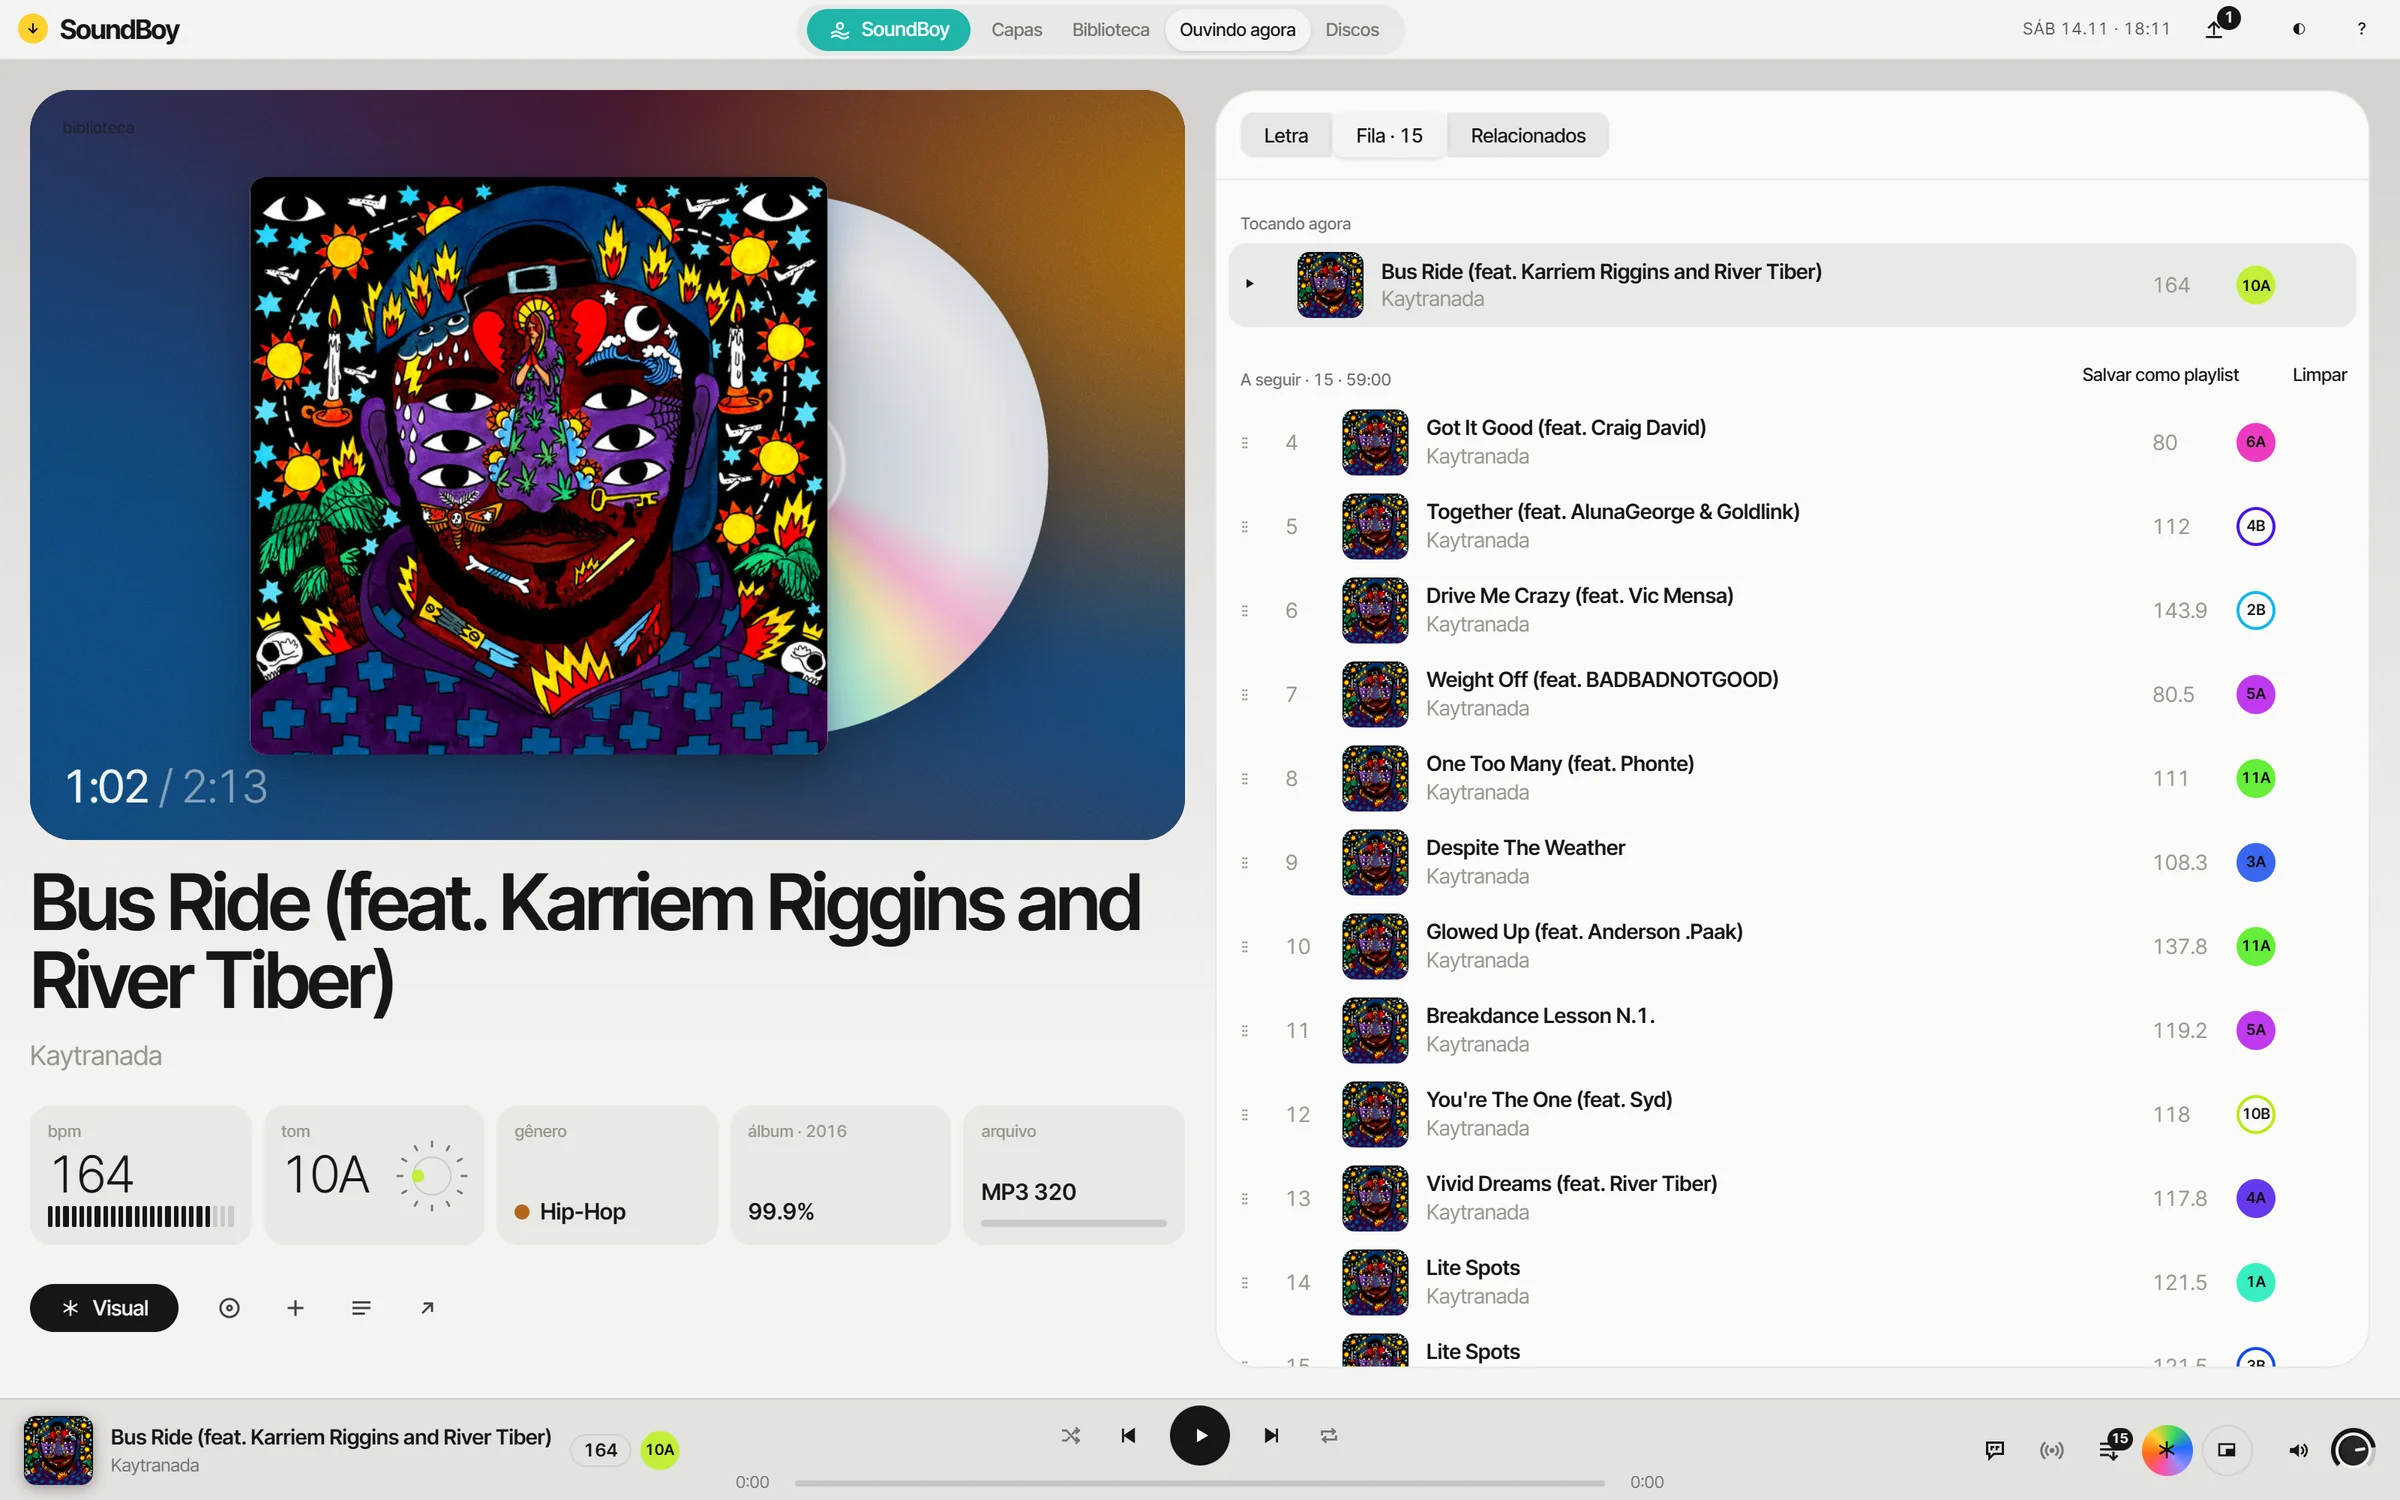 SoundBoy
SoundBoy
Capas
Biblioteca
Ouvindo agora
Discos
SÁB 14.11 · 18:11
1
?
biblioteca
1:02 / 2:13
Bus Ride (feat. Karriem Riggins and
River Tiber)
Kaytranada
bpm
164
tom
10A
gênero
Hip-Hop
álbum · 2016
99.9%
arquivo
MP3 320
Visual
Letra
Fila · 15
Relacionados
Tocando agora
Bus Ride (feat. Karriem Riggins and River Tiber)
Kaytranada
164
10A
A seguir · 15 · 59:00
Salvar como playlist
Limpar
4
Got It Good (feat. Craig David)
Kaytranada
80
6A
5
Together (feat. AlunaGeorge & Goldlink)
Kaytranada
112
4B
6
Drive Me Crazy (feat. Vic Mensa)
Kaytranada
143.9
2B
7
Weight Off (feat. BADBADNOTGOOD)
Kaytranada
80.5
5A
8
One Too Many (feat. Phonte)
Kaytranada
111
11A
9
Despite The Weather
Kaytranada
108.3
3A
10
Glowed Up (feat. Anderson .Paak)
Kaytranada
137.8
11A
11
Breakdance Lesson N.1.
Kaytranada
119.2
5A
12
You're The One (feat. Syd)
Kaytranada
118
10B
13
Vivid Dreams (feat. River Tiber)
Kaytranada
117.8
4A
14
Lite Spots
Kaytranada
121.5
1A
15
Lite Spots
121.5
3B
Bus Ride (feat. Karriem Riggins and River Tiber)
Kaytranada
164
10A
0:00
0:00
15